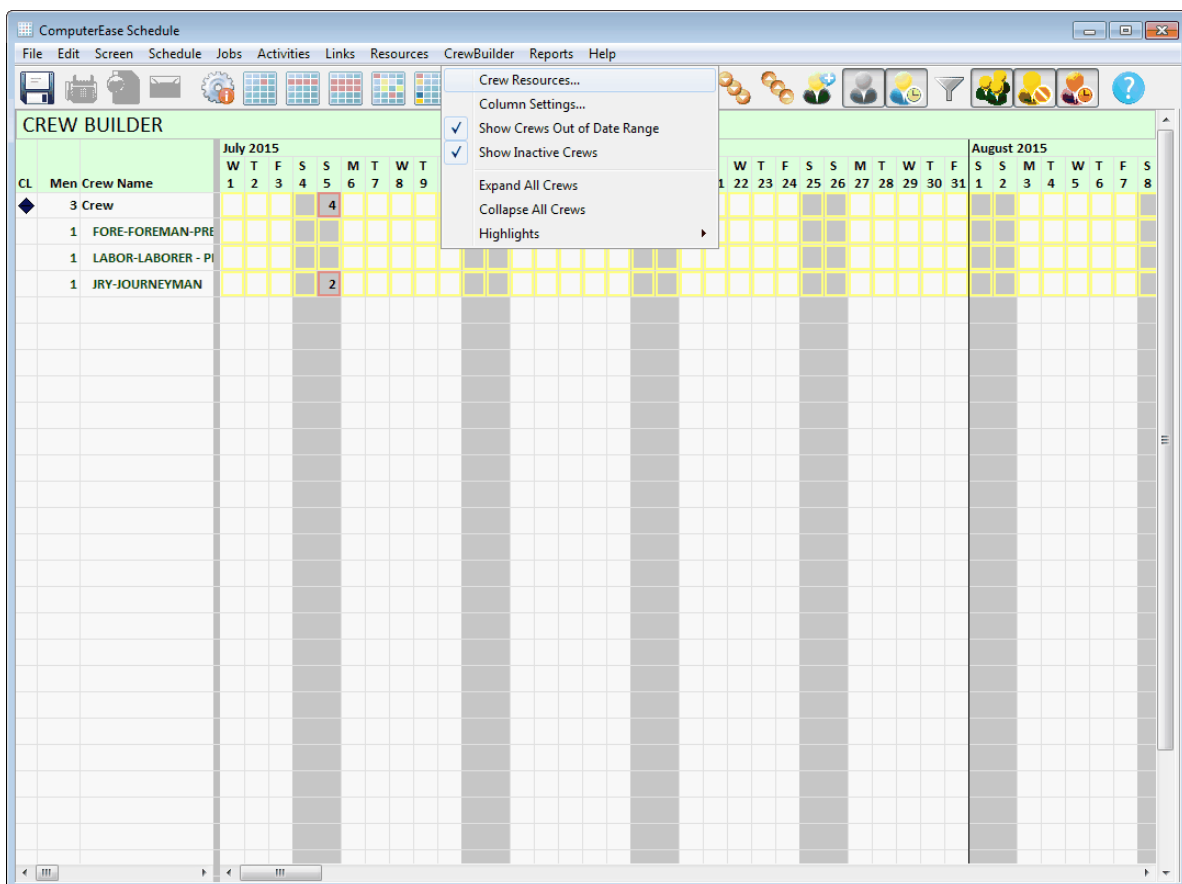 ComputerEase Schedule
File Edit Screen Schedule Jobs Activities Links Resources CrewBuilder Reports Help
Crew Resources...
Column Settings...
Show Crews Out of Date Range
Show Inactive Crews
Expand All Crews
Collapse All Crews
Highlights
?
CREW BUILDER
July 2015 August 2015
W T F S S M T W T W T F S S M T W T F S S M T W T F S
CL Men Crew Name 1 2 3 4 5 6 7 8 9 1 22 23 24 25 26 27 28 29 30 31 1 2 3 4 5 6 7 8
3 Crew 4
1 FORE-FOREMAN-PRE
1 LABOR-LABORER - P
1 JRY-JOURNEYMAN 2